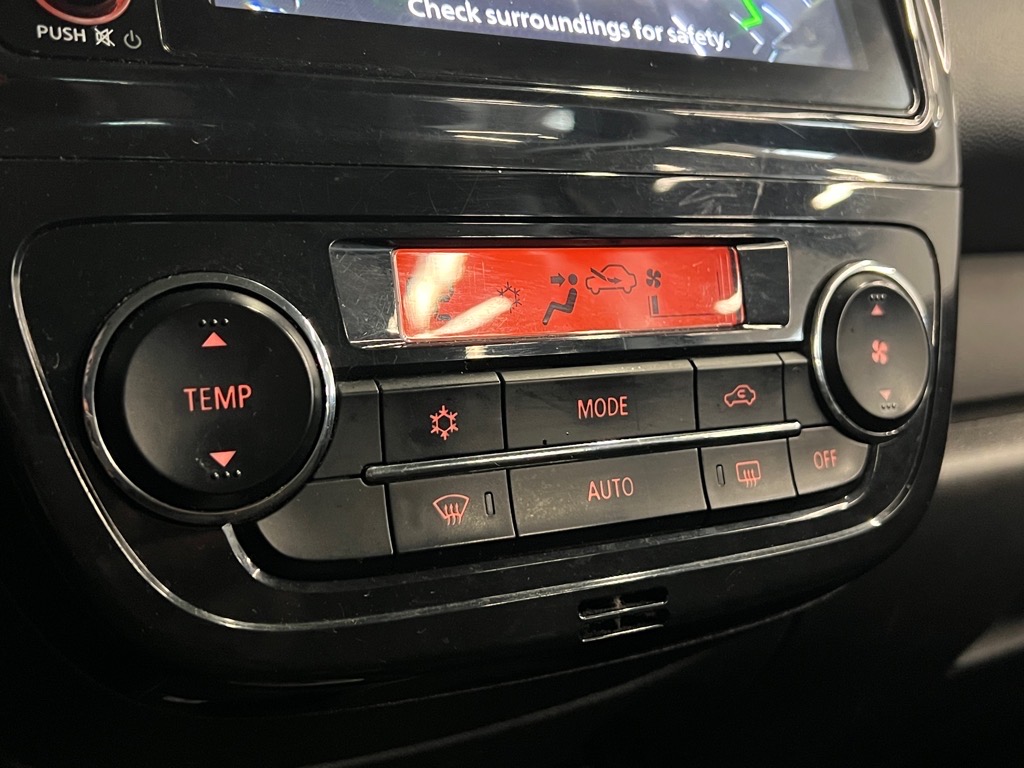 Check surroundings for safety.
PUSH
TEMP
MODE
AUTO
OFF